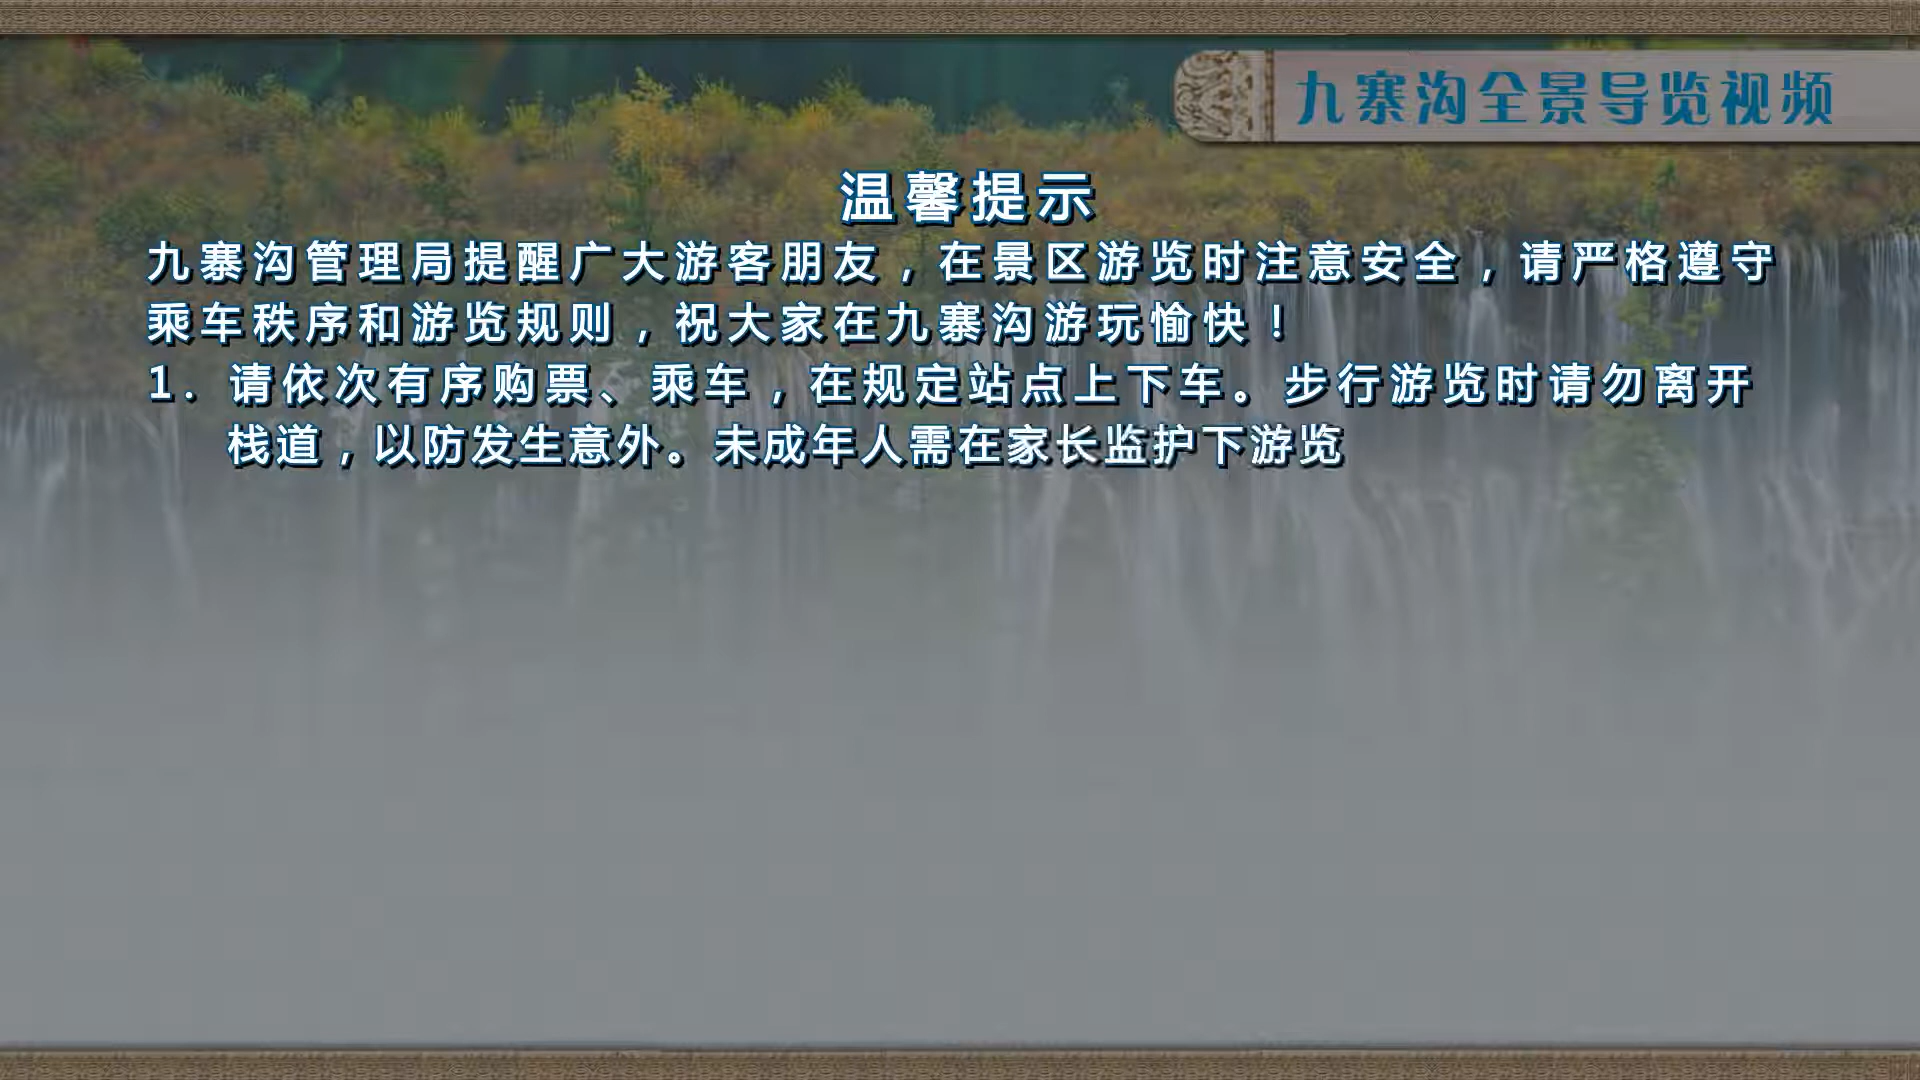 九寨沟全景导览视频
温馨提示
九寨沟管理局提醒广大游客朋友，在景区游览时注意安全，请严格遵守
乘车秩序和游览规则，祝大家在九寨沟游玩愉快！
1. 请依次有序购票、乘车，在规定站点上下车。步行游览时请勿离开
栈道，以防发生意外。未成年人需在家长监护下游览